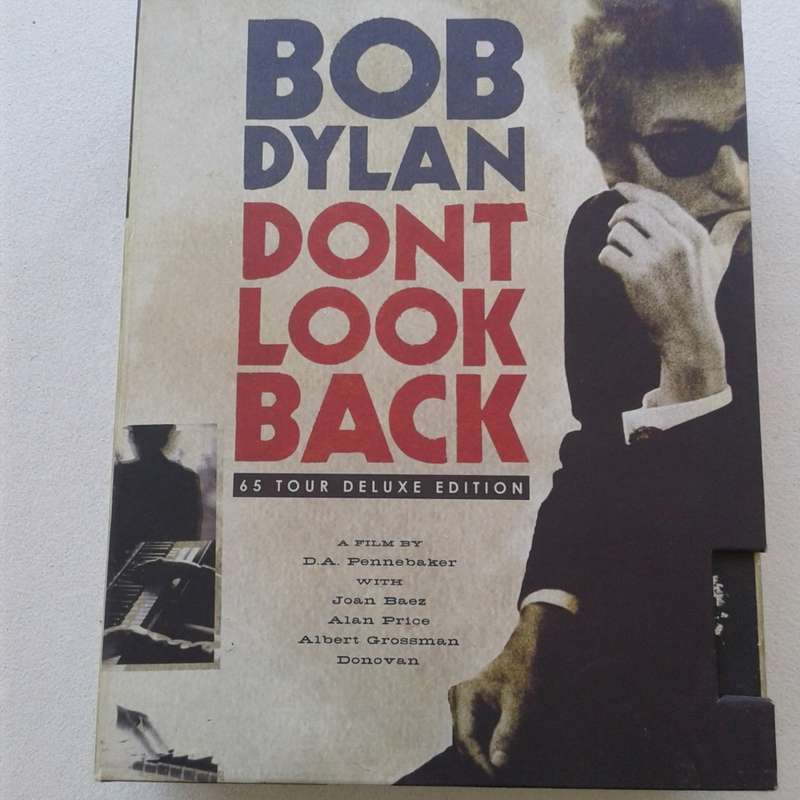 BOB
DYLAN
DONT
LOOK
BACK
65 TOUR DELUXE EDITION
A FILM BY
D.A. Pennebaker
WITH
Joan Baez
Alan Price
Albert Grossman
Donovan